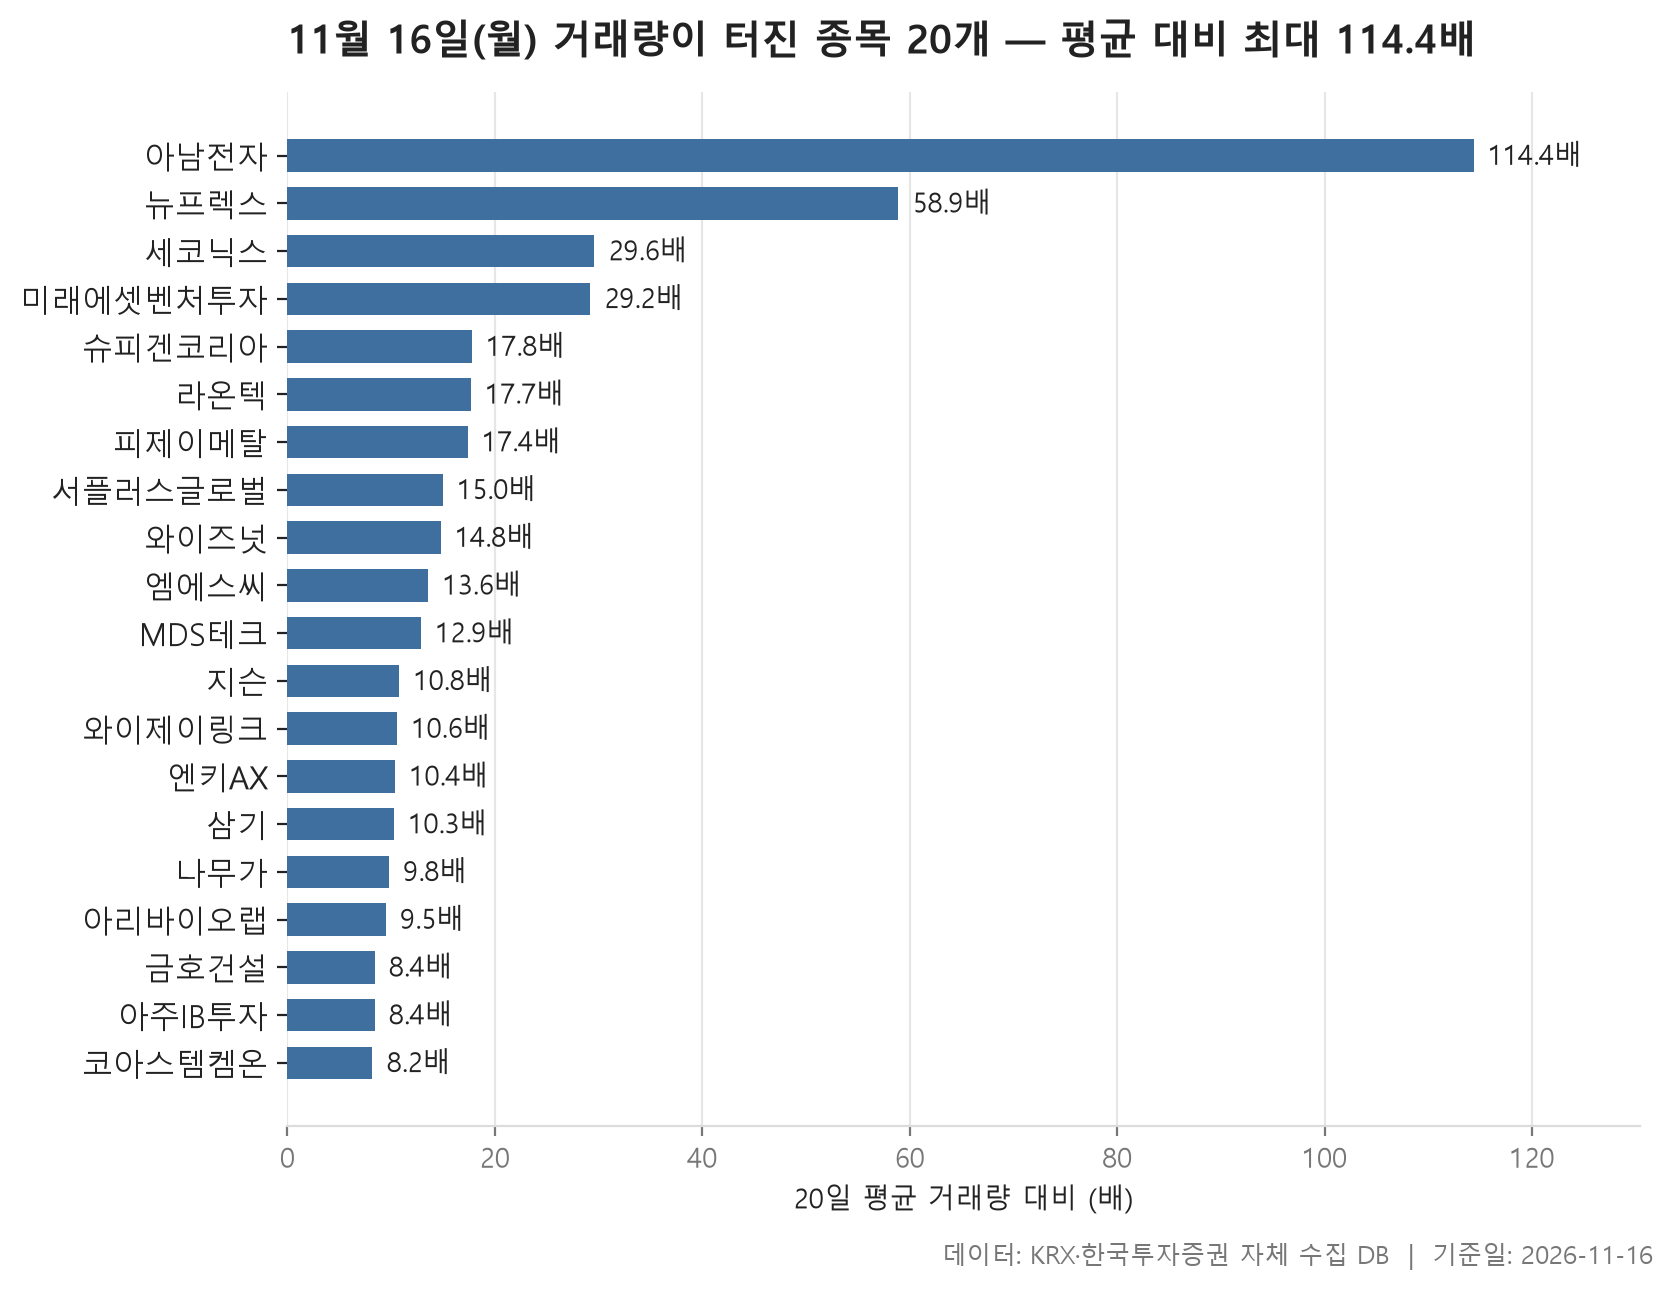 11월 16일(월) 거래량이 터진 종목 20개 — 평균 대비 최대 114.4배
아남전자 114.4배
뉴프렉스 58.9배
세코닉스 29.6배
미래에셋벤처투자 29.2배
슈피겐코리아 17.8배
라온텍 17.7배
피제이메탈 17.4배
서플러스글로벌 15.0배
와이즈넛 14.8배
엠에스씨 13.6배
MDS테크 12.9배
지슨 10.8배
와이제이링크 10.6배
엔키AX 10.4배
삼기 10.3배
나무가 9.8배
아리바이오랩 9.5배
금호건설 8.4배
아주IB투자 8.4배
코아스템켐온 8.2배
0 20 40 60 80 100 120
20일 평균 거래량 대비 (배)
데이터: KRX·한국투자증권 자체 수집 DB | 기준일: 2026-11-16